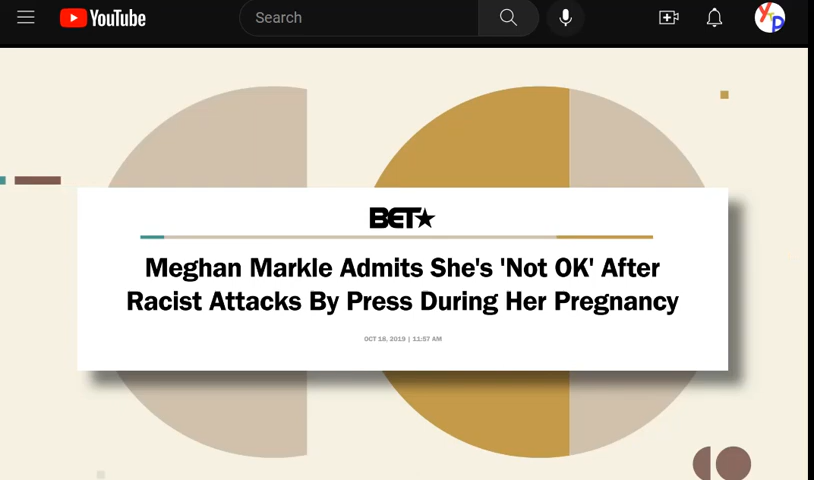 YouTube
Search
BET
Meghan Markle Admits She's 'Not OK' After
Racist Attacks By Press During Her Pregnancy
OCT 18, 2019 | 11:57 AM